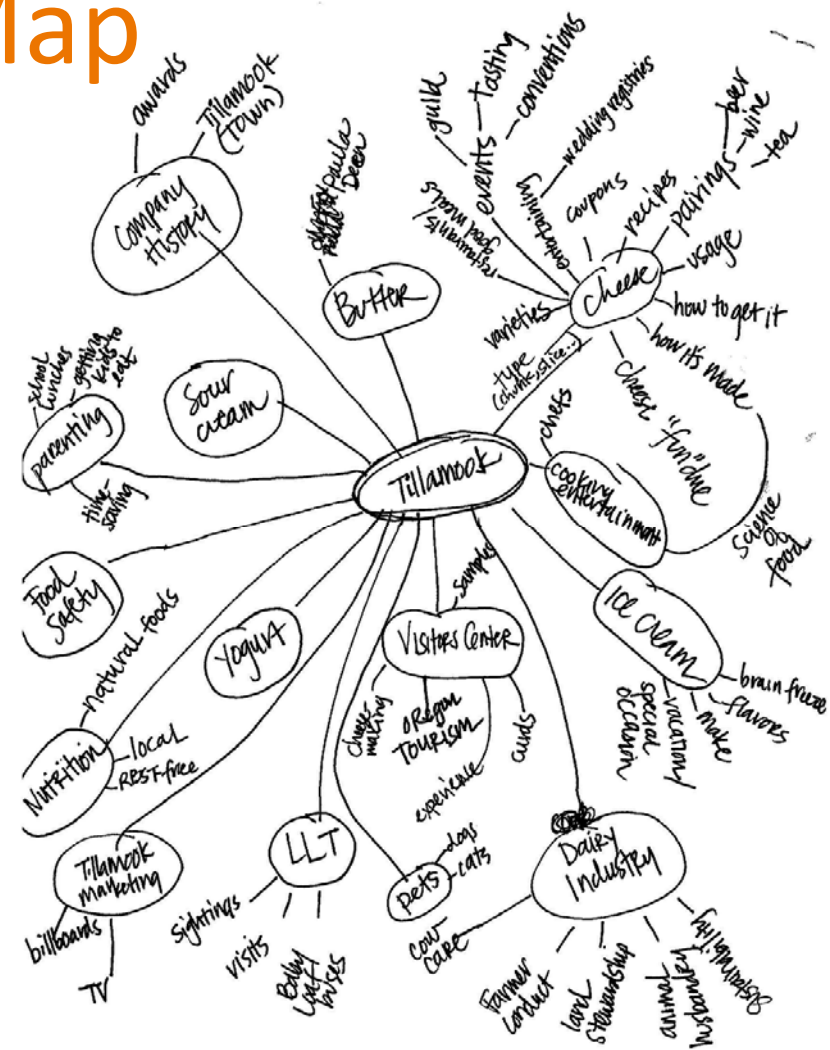 Map
awards
Tillamook
(town)
Company
History
Paula
Deen
Butter
guild
events
tasting
conventions
wedding registries
entertaining
restaurants/
good meals
coupons
recipes
pairings
beer
wine
tea
cheese
usage
how to get it
how it's made
varieties
type
(chunk, slice...)
cheese "fun"due
science
of
food
school
lunches
getting
kids to
eat
parenting
time-
saving
Sour
cream
Tillamook
chefs
cooking
entertainment
Food
Safety
natural foods
Yogurt
samples
Visitors Center
cheese-
making
OREGON
TOURISM
experience
curds
Ice cream
brain freeze
flavors
make
vacation/
special
occasion
Nutrition
local
RBST-free
Tillamook
marketing
billboards
TV
LLT
sightings
visits
Baby
Loaf
buses
pets
dogs
cats
Dairy
Industry
cow
care
Farmer
conduct
land
stewardship
animal
husbandry
sustainability